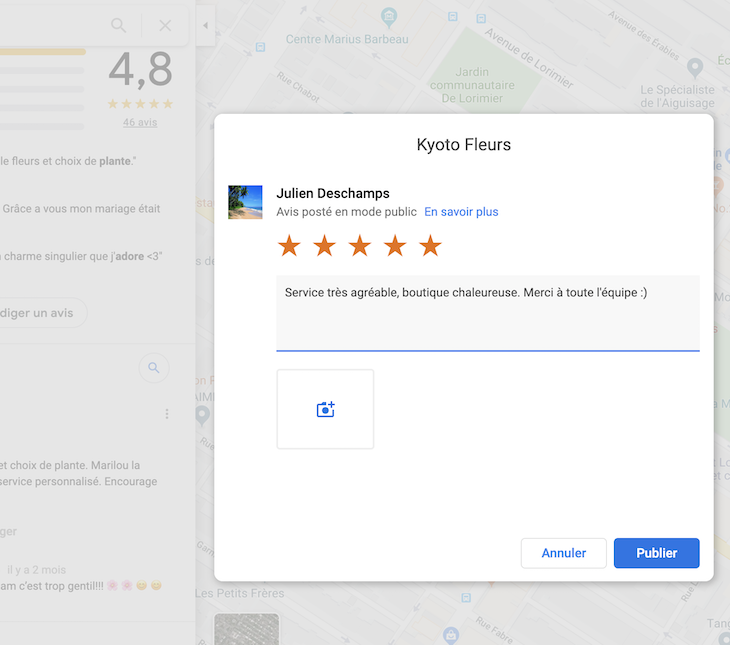 4,8
46 avis
le fleurs et choix de plante."
Grâce a vous mon mariage était
charme singulier que j'adore <3"
diger un avis
et choix de plante. Marilou la
service personnalisé. Encourage
ger
il y a 2 mois
am c'est trop gentil!!!
Centre Marius Barbeau
Avenue de Lorimier
Avenue des Érables
Rue Chabot
Jardin
communautaire
De Lorimier
Le Spécialiste
de l'Aiguisage
Kyoto Fleurs
Julien Deschamps
Avis posté en mode public En savoir plus
Service très agréable, boutique chaleureuse. Merci à toute l'équipe :)
Annuler
Publier
Les Petits Frères
Rue Fabre